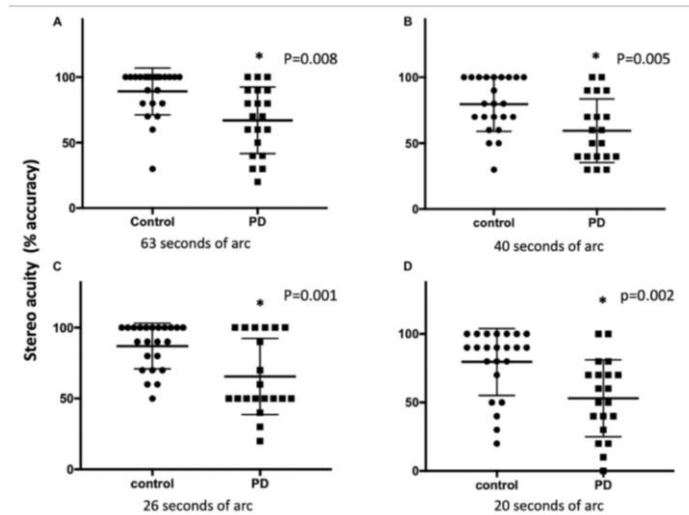 Stereo acuity (% accuracy)
A
P=0.008
100
50
0
Control PD
63 seconds of arc
B
P=0.005
100
50
0
control PD
40 seconds of arc
C
P=0.001
100
50
0
control PD
26 seconds of arc
D
p=0.002
100
50
0
control PD
20 seconds of arc